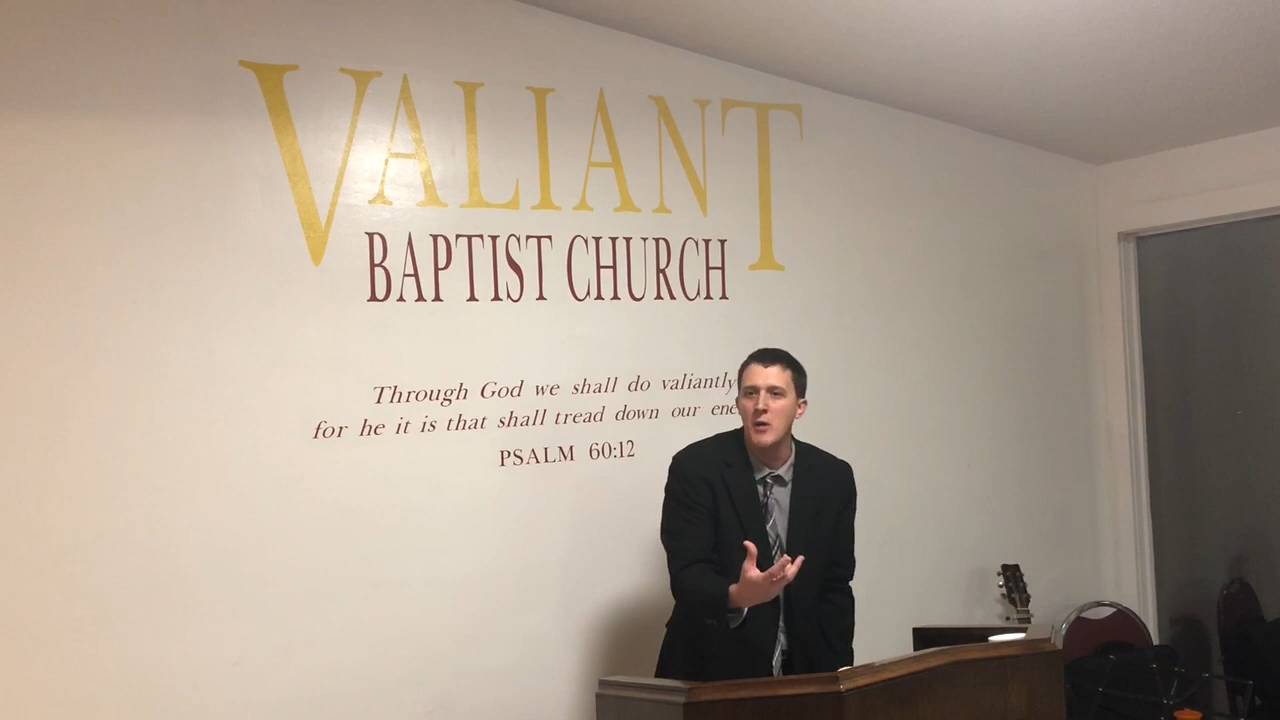 VALIANT
BAPTIST CHURCH
Through God we shall do valiantly
for he it is that shall tread down our
PSALM 60:12